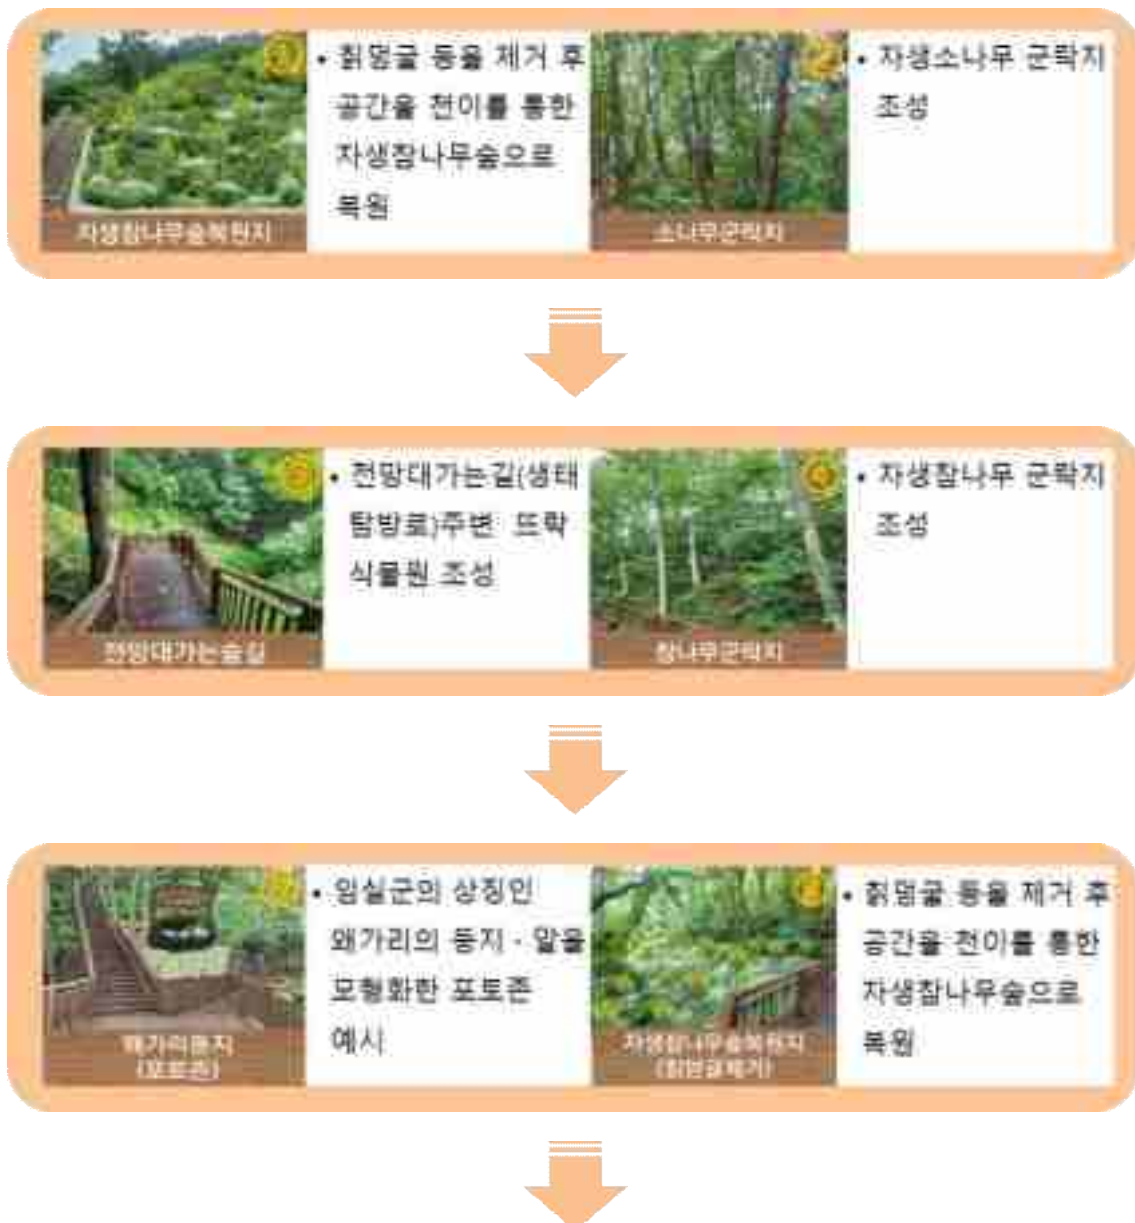 • 칡덩굴 등을 제거 후
공간을 천이를 통한
자생참나무숲으로
복원
자생참나무숲복원지
• 자생소나무 군락지
조성
소나무군락지
• 전망대가는길(생태
탐방로)주변 뜨락
식물원 조성
전망대가는숲길
• 자생참나무 군락지
조성
참나무군락지
• 임실군의 상징인
왜가리의 둥지 · 알을
모형화한 포토존
예시
왜가리둥지
(포토존)
• 칡덩굴 등을 제거 후
공간을 천이를 통한
자생참나무숲으로
복원
자생참나무숲복원지
(칡덩굴제거)